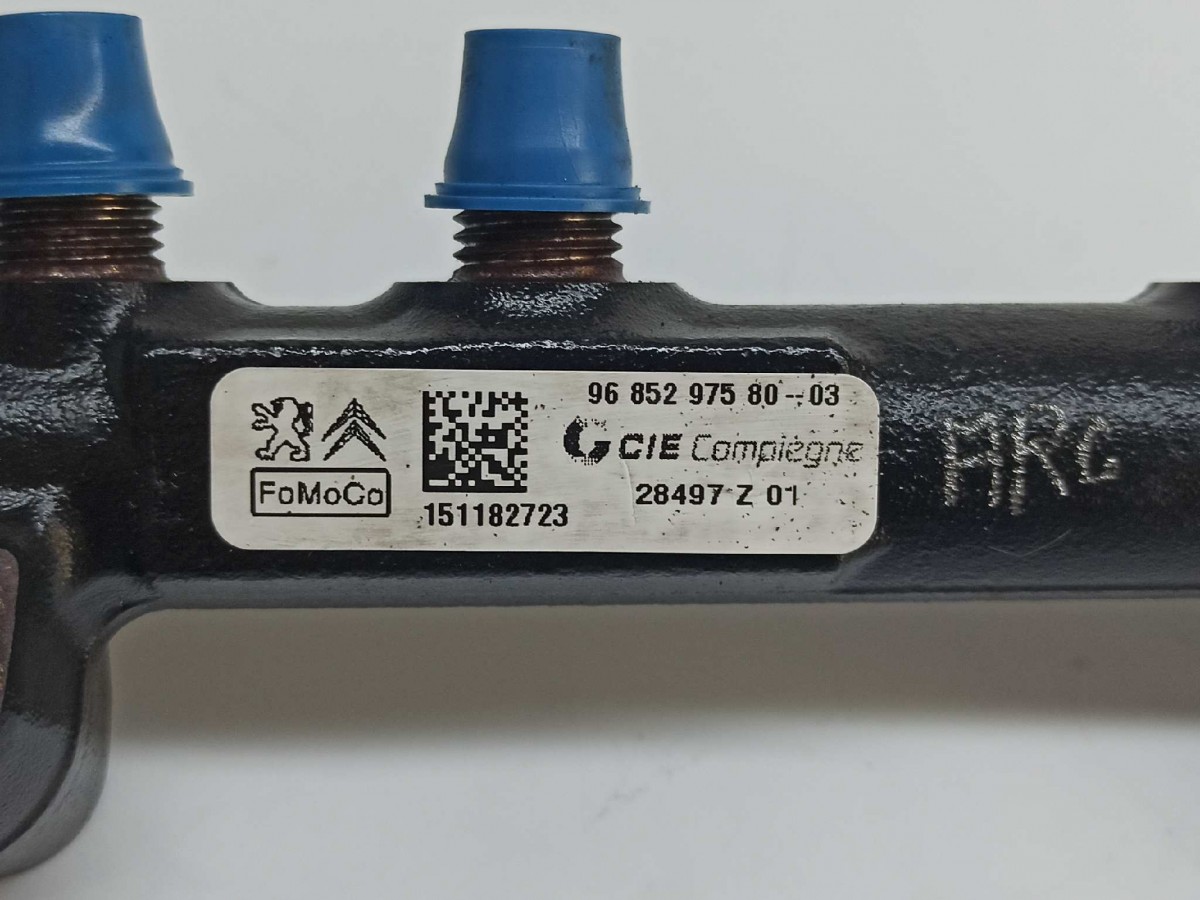 96 852 975 80--03
CIE Compiègne
28497 Z 01
FoMoCo
151182723
ARG